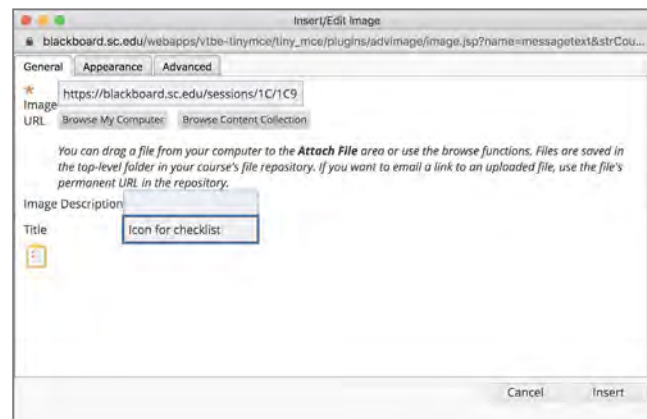 Insert/Edit Image
blackboard.sc.edu/webapps/vtbe-tinymce/tiny_mce/plugins/advimage/image.jsp?name=messagetext&strCou...
General Appearance Advanced
* Image URL
https://blackboard.sc.edu/sessions/1C/1C9
Browse My Computer Browse Content Collection
You can drag a file from your computer to the Attach File area or use the browse functions. Files are saved in
the top-level folder in your course's file repository. If you want to email a link to an uploaded file, use the file's
permanent URL in the repository.
Image Description
Title Icon for checklist
Cancel Insert